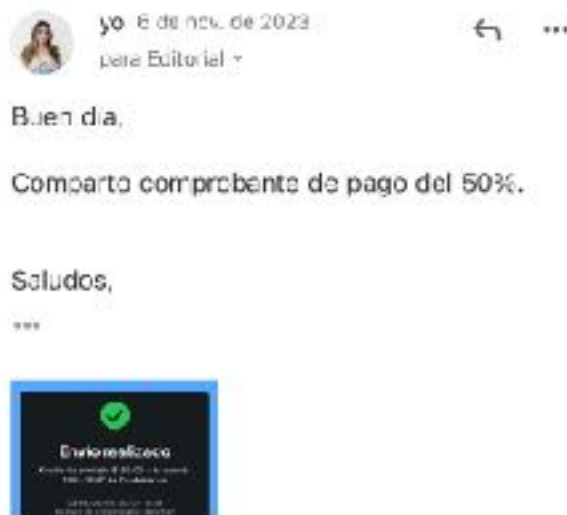 yo 6 de nov. de 2023
para Editorial
Buen día,
Comparto comprobante de pago del 50%.
Saludos,
Envío realizado